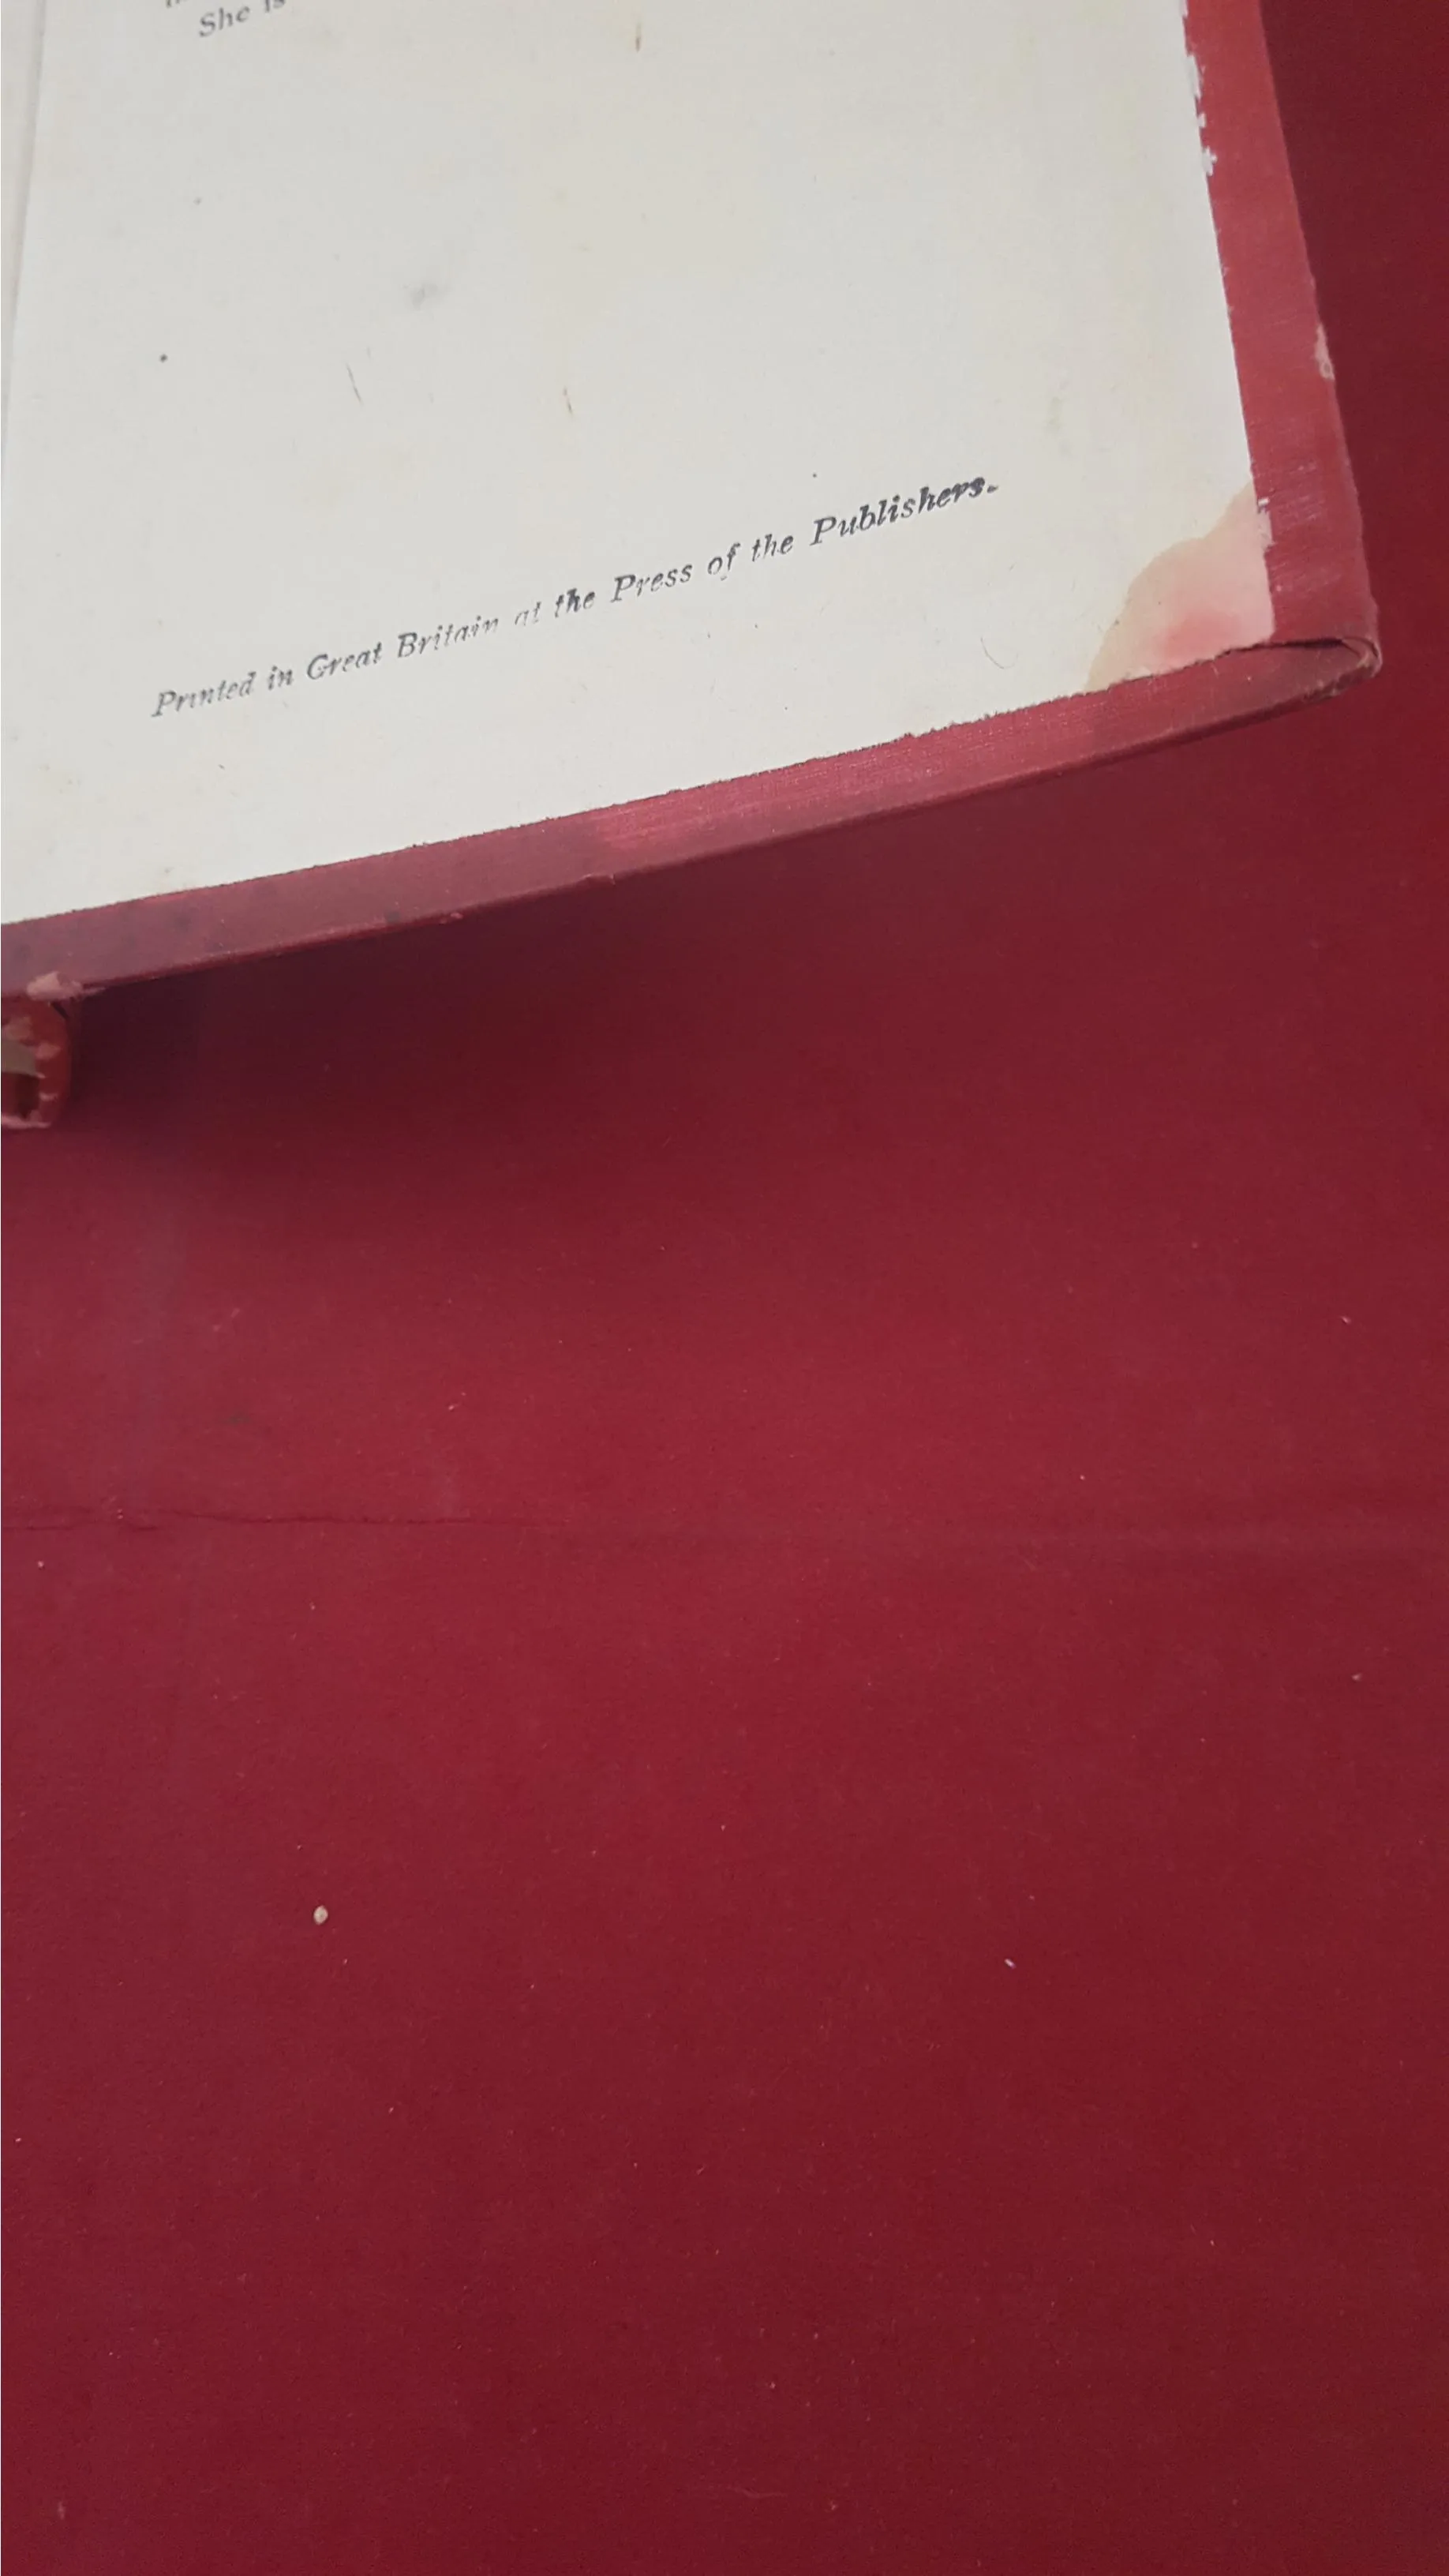 She is
Printed in Great Britain at the Press of the Publishers.